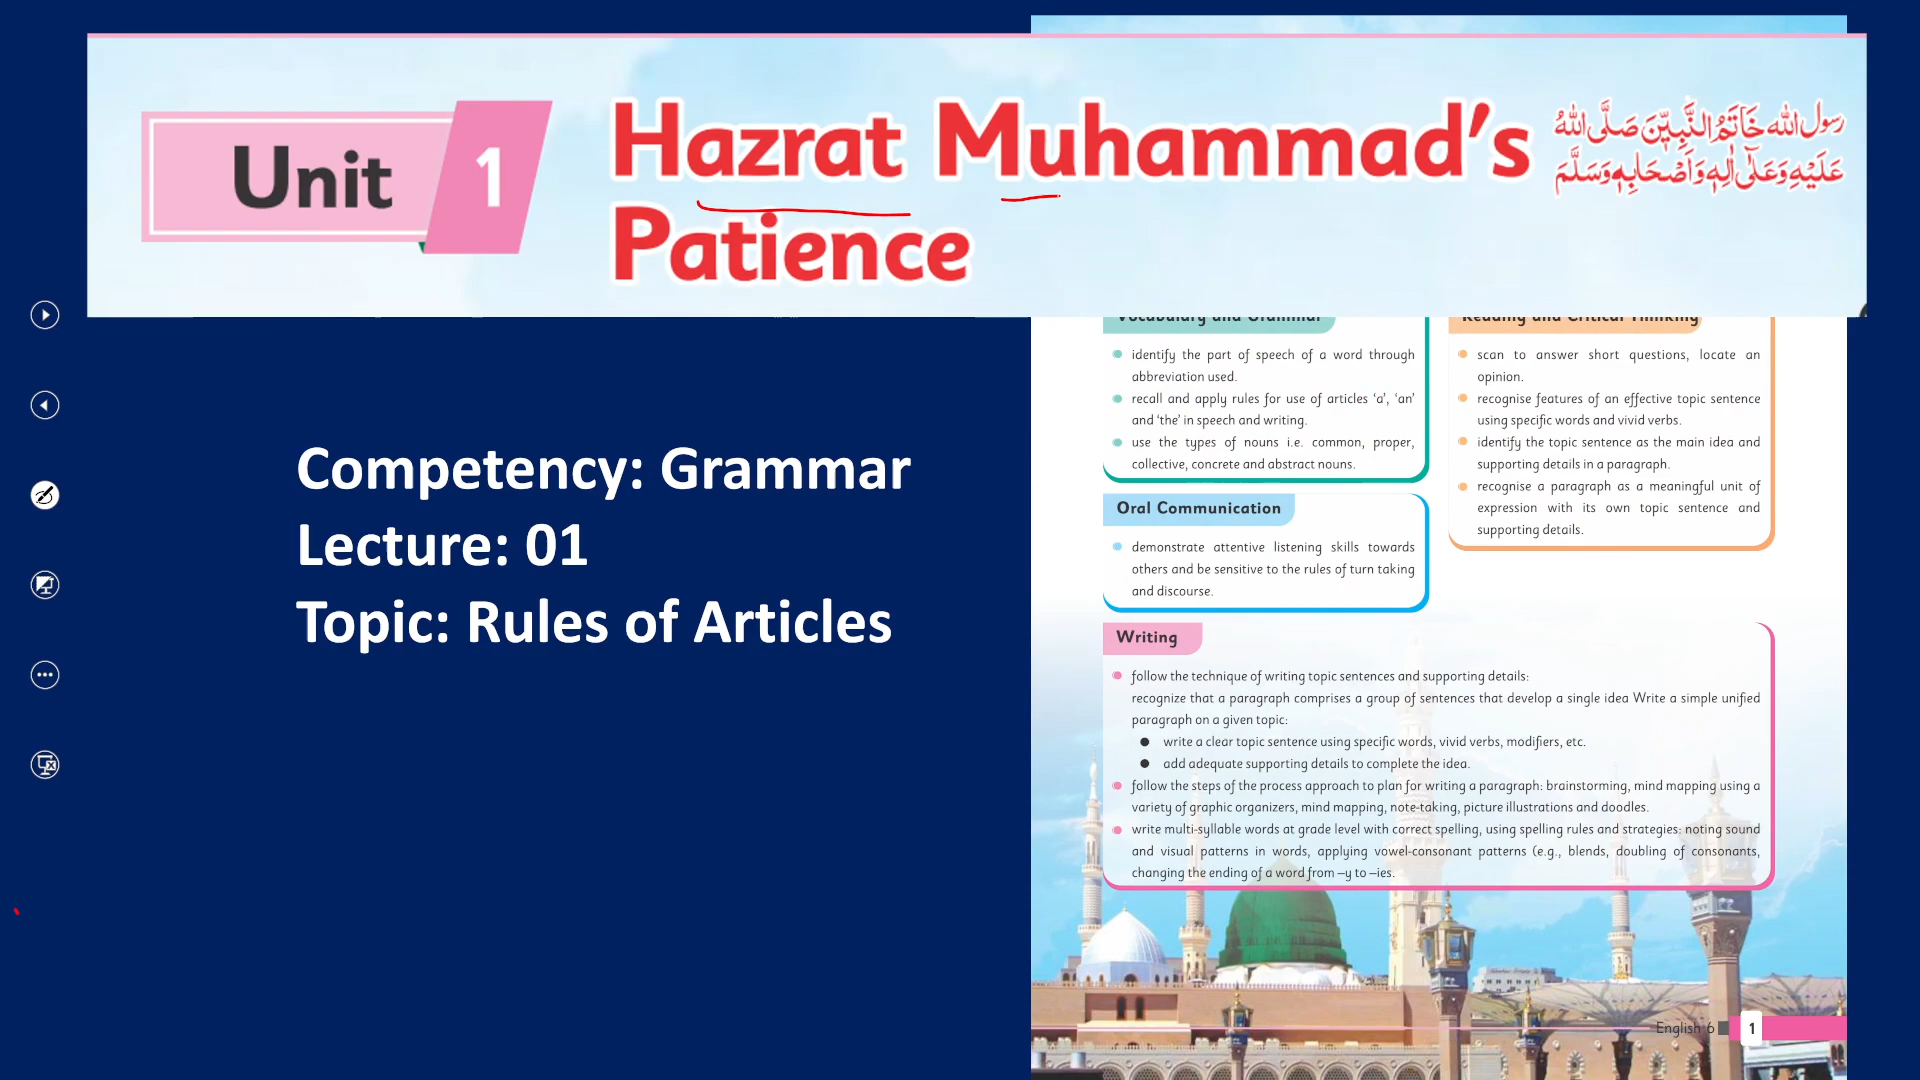 Unit 1
Hazrat Muhammad's رسول الله خَاتَمُ النَّبِيّٖنَ صَلَّى اللهُ
Patience عَلَيْهِ وَعَلٰٓى اٰلِهٖ وَاَصْحَابِهٖ وَسَلَّمَ
Competency: Grammar
Lecture: 01
Topic: Rules of Articles
Vocabulary and Grammar
identify the part of speech of a word through
abbreviation used.
recall and apply rules for use of articles ‘a’, ‘an’
and ‘the’ in speech and writing.
use the types of nouns i.e. common, proper,
collective, concrete and abstract nouns.
Reading and Critical Thinking
scan to answer short questions, locate an
opinion.
recognise features of an effective topic sentence
using specific words and vivid verbs.
identify the topic sentence as the main idea and
supporting details in a paragraph.
recognise a paragraph as a meaningful unit of
expression with its own topic sentence and
supporting details.
Oral Communication
demonstrate attentive listening skills towards
others and be sensitive to the rules of turn taking
and discourse.
Writing
follow the technique of writing topic sentences and supporting details:
recognize that a paragraph comprises a group of sentences that develop a single idea Write a simple unified
paragraph on a given topic:
write a clear topic sentence using specific words, vivid verbs, modifiers, etc.
add adequate supporting details to complete the idea.
follow the steps of the process approach to plan for writing a paragraph: brainstorming, mind mapping using a
variety of graphic organizers, mind mapping, note-taking, picture illustrations and doodles.
write multi-syllable words at grade level with correct spelling, using spelling rules and strategies: noting sound
and visual patterns in words, applying vowel-consonant patterns (e.g., blends, doubling of consonants,
changing the ending of a word from –y to –ies.
English 6 1